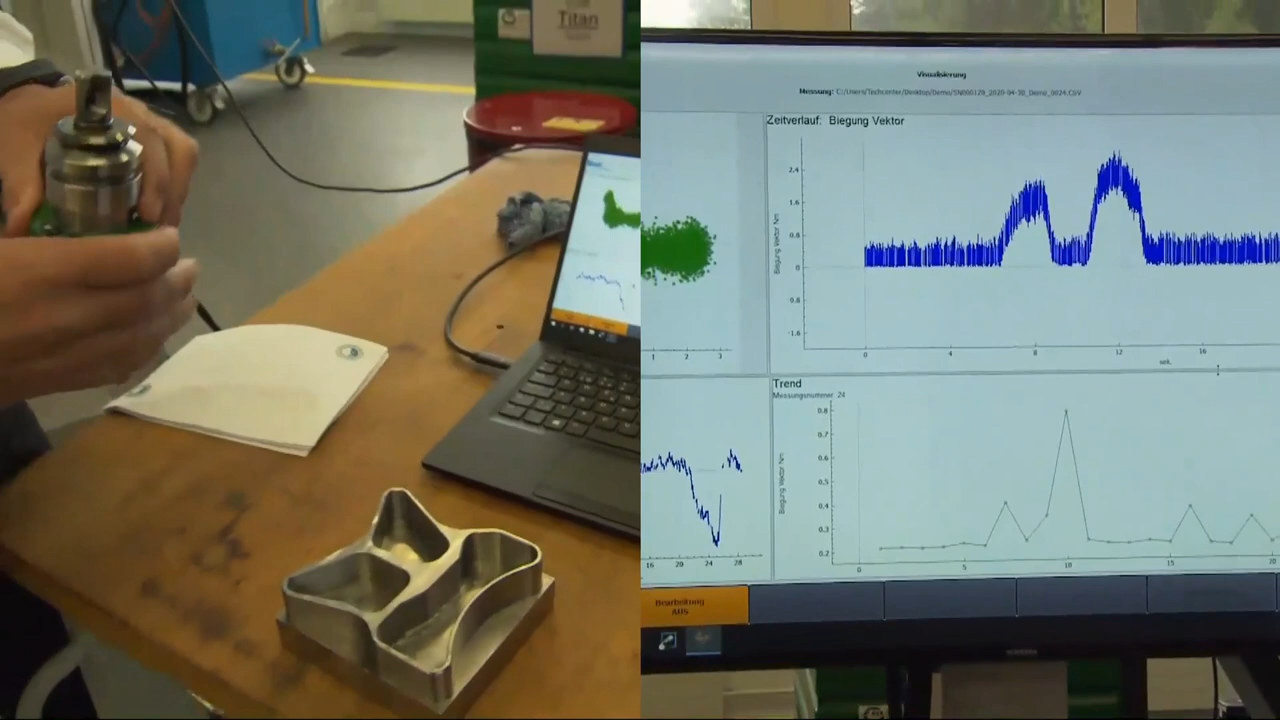 Titan
Visualisierung
Messung: C:/Users/Techcenter/Desktop/Demo/SN000129_2020-04-30_Demo_0024.CSV
Zeitverlauf: Biegung Vektor
Biegung Vektor Nm
2.4
1.6
0.8
0
0.8
-1.6
0 4 8 12 16
sek.
1 2 3
Trend
Messungsnummer 24
Biegung Vektor Nm
0.8
0.7
0.6
0.5
0.4
0.3
0.2
0 5 10 15 20
16 20 24 28
Bearbeitung
AUS